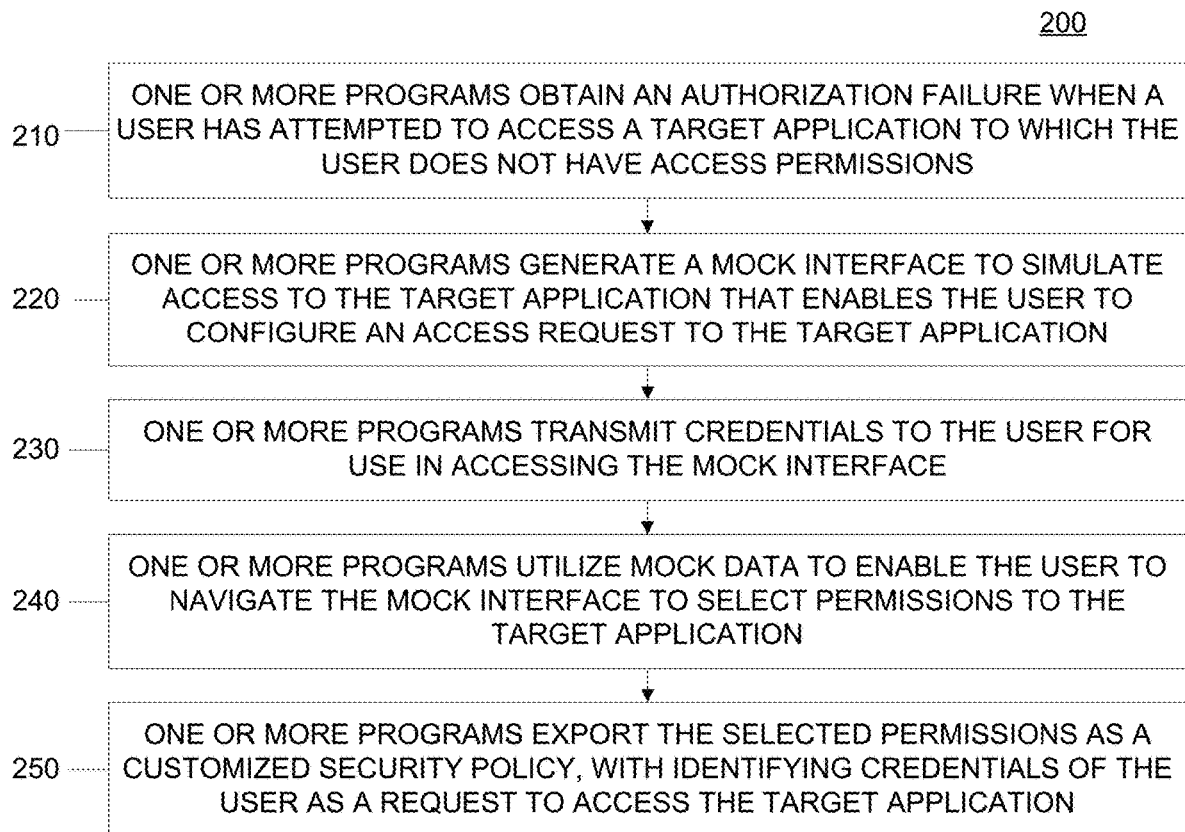 200
ONE OR MORE PROGRAMS OBTAIN AN AUTHORIZATION FAILURE WHEN A
210
USER HAS ATTEMPTED TO ACCESS A TARGET APPLICATION TO WHICH THE
USER DOES NOT HAVE ACCESS PERMISSIONS
ONE OR MORE PROGRAMS GENERATE A MOCK INTERFACE TO SIMULATE
220
ACCESS TO THE TARGET APPLICATION THAT ENABLES THE USER TO
CONFIGURE AN ACCESS REQUEST TO THE TARGET APPLICATION
230
ONE OR MORE PROGRAMS TRANSMIT CREDENTIALS TO THE USER FOR
USE IN ACCESSING THE MOCK INTERFACE
ONE OR MORE PROGRAMS UTILIZE MOCK DATA TO ENABLE THE USER TO
240
NAVIGATE THE MOCK INTERFACE TO SELECT PERMISSIONS TO THE
TARGET APPLICATION
ONE OR MORE PROGRAMS EXPORT THE SELECTED PERMISSIONS AS A
250
CUSTOMIZED SECURITY POLICY, WITH IDENTIFYING CREDENTIALS OF THE
USER AS A REQUEST TO ACCESS THE TARGET APPLICATION